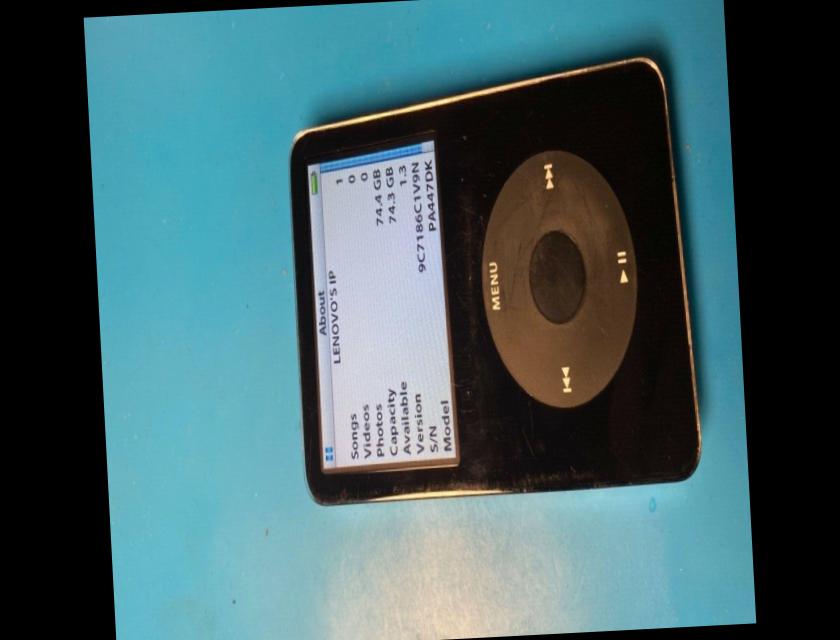 About
LENOVO'S IP
Songs 1
Videos 0
Photos 0
Capacity 74.4 GB
Available 74.3 GB
Version 1.3
S/N 9C7186C1V9N
Model PA447DK
MENU